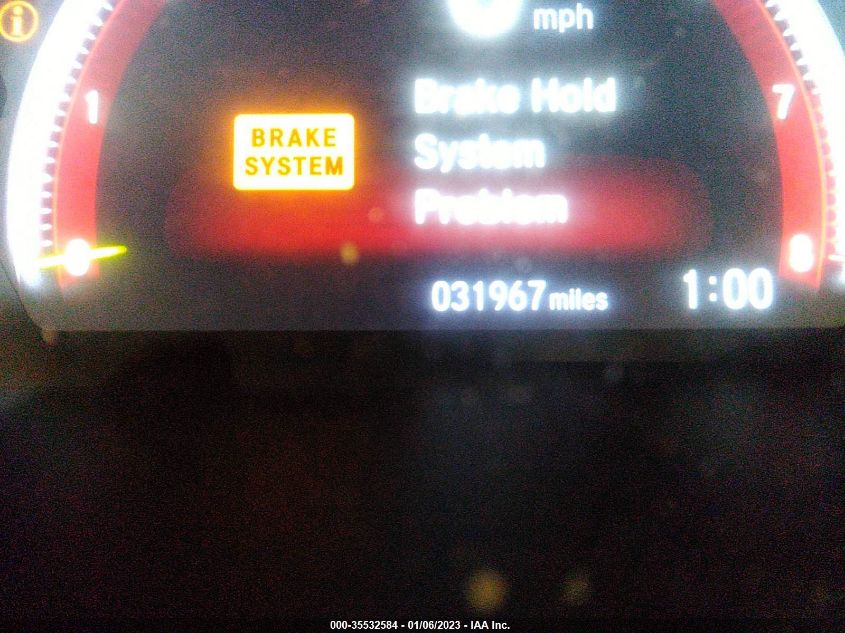 mph
1
7
Brake Hold
System
Problem
BRAKE
SYSTEM
0
8
031967 miles
1:00
000-35532584 - 01/06/2023 - IAA Inc.